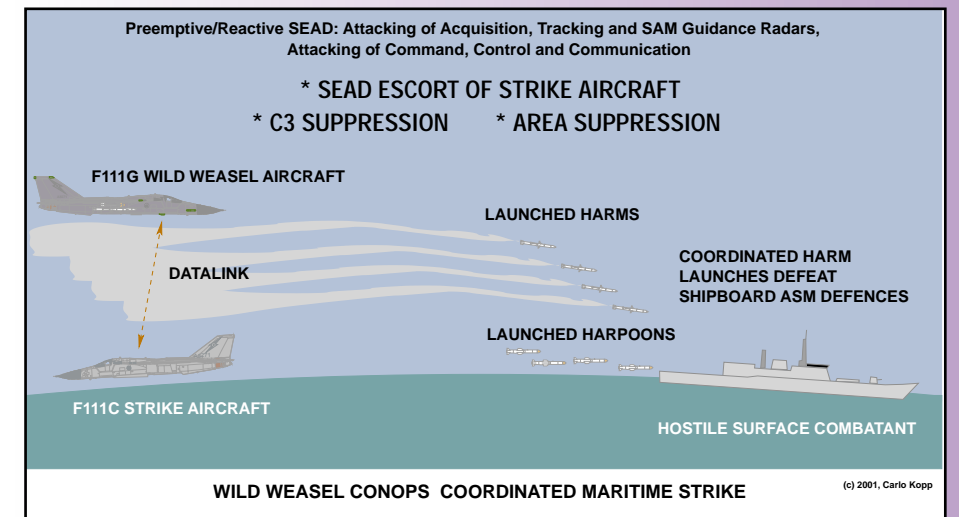 Preemptive/Reactive SEAD: Attacking of Acquisition, Tracking and SAM Guidance Radars,
Attacking of Command, Control and Communication
* SEAD ESCORT OF STRIKE AIRCRAFT
* C3 SUPPRESSION * AREA SUPPRESSION
F111G WILD WEASEL AIRCRAFT
LAUNCHED HARMS
DATALINK
COORDINATED HARM
LAUNCHES DEFEAT
SHIPBOARD ASM DEFENCES
LAUNCHED HARPOONS
F111C STRIKE AIRCRAFT
HOSTILE SURFACE COMBATANT
WILD WEASEL CONOPS COORDINATED MARITIME STRIKE
(c) 2001, Carlo Kopp